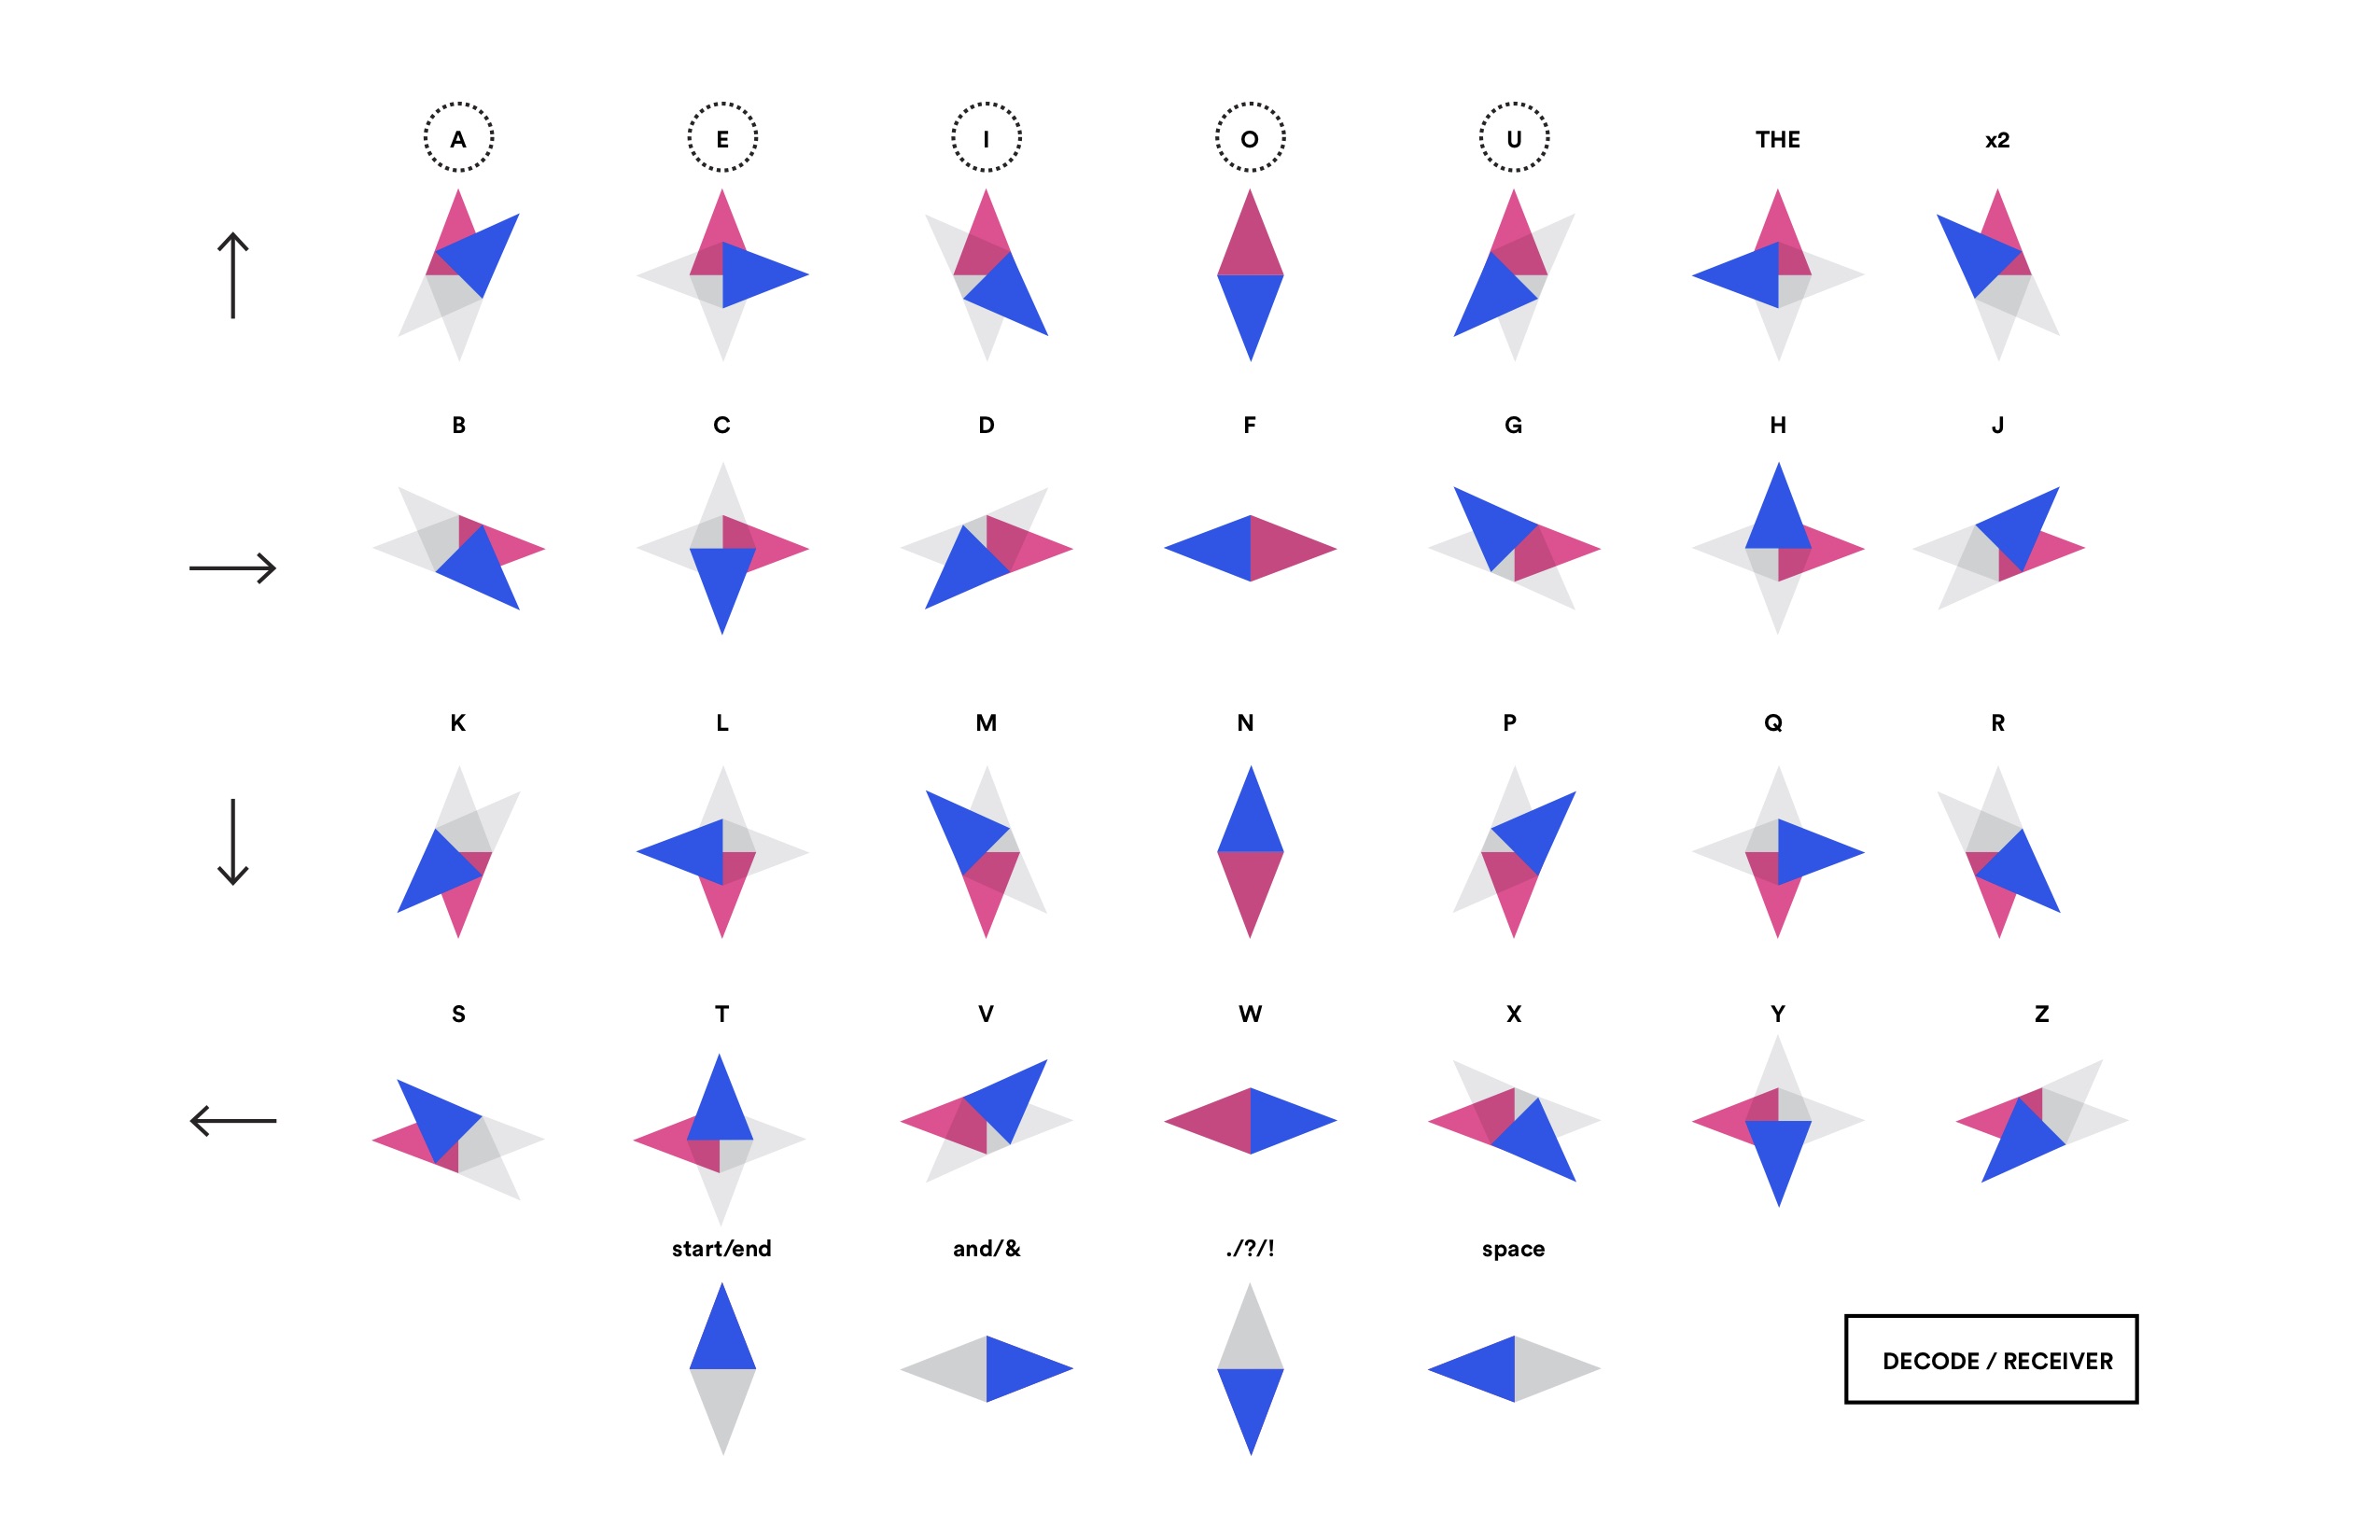 A E I O U THE x2
B C D F G H J
K L M N P Q R
S T V W X Y Z
start/end and/& ./?/! space
DECODE / RECEIVER